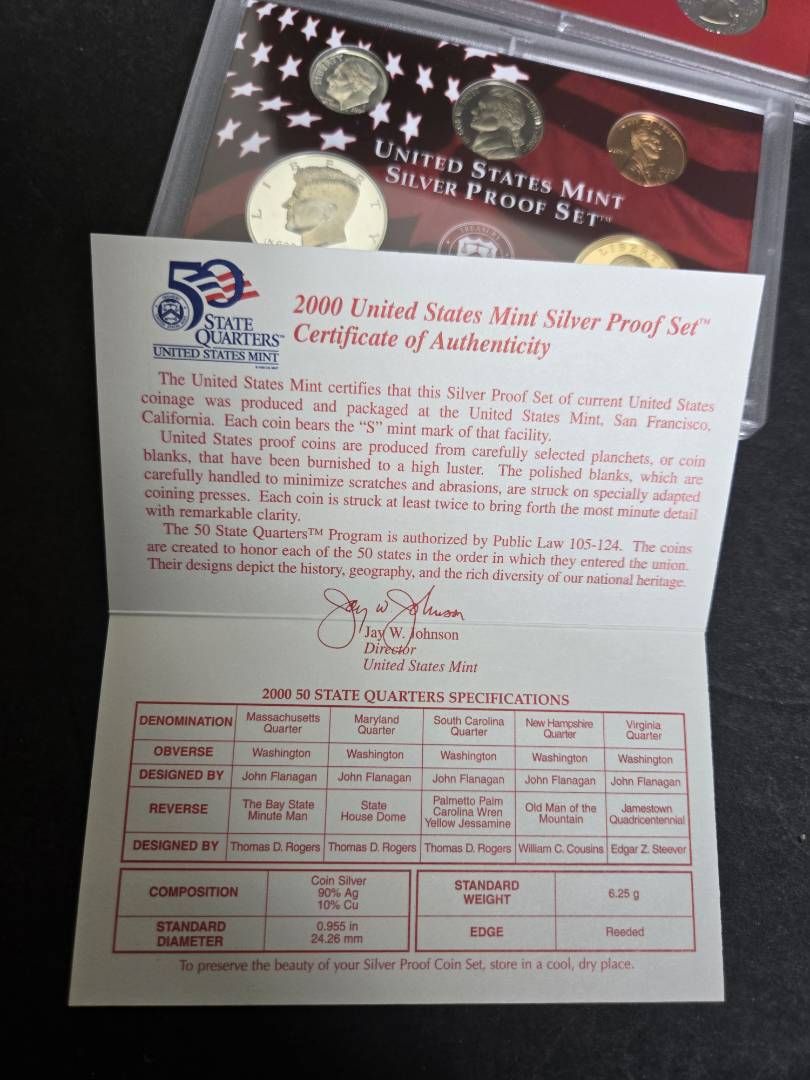 LIBERTY
UNITED STATES MINT
SILVER PROOF SET™
LIBERTY
TREASURY
LIBERTY
50
STATE
QUARTERS™
UNITED STATES MINT
2000 United States Mint Silver Proof Set™
Certificate of Authenticity
The United States Mint certifies that this Silver Proof Set of current United States
coinage was produced and packaged at the United States Mint, San Francisco,
California. Each coin bears the “S” mint mark of that facility.
United States proof coins are produced from carefully selected planchets, or coin
blanks, that have been burnished to a high luster. The polished blanks, which are
carefully handled to minimize scratches and abrasions, are struck on specially adapted
coining presses. Each coin is struck at least twice to bring forth the most minute detail
with remarkable clarity.
The 50 State Quarters™ Program is authorized by Public Law 105-124. The coins
are created to honor each of the 50 states in the order in which they entered the union.
Their designs depict the history, geography, and the rich diversity of our national heritage.
Jay W Johnson
Jay W. Johnson
Director
United States Mint
2000 50 STATE QUARTERS SPECIFICATIONS
DENOMINATION Massachusetts Quarter Maryland Quarter South Carolina Quarter New Hampshire Quarter Virginia Quarter
OBVERSE Washington Washington Washington Washington Washington
DESIGNED BY John Flanagan John Flanagan John Flanagan John Flanagan John Flanagan
REVERSE The Bay State Minute Man State House Dome Palmetto Palm Carolina Wren Yellow Jessamine Old Man of the Mountain Jamestown Quadricentennial
DESIGNED BY Thomas D. Rogers Thomas D. Rogers Thomas D. Rogers William C. Cousins Edgar Z. Steever
COMPOSITION Coin Silver 90% Ag 10% Cu STANDARD WEIGHT 6.25 g
STANDARD DIAMETER 0.955 in 24.26 mm EDGE Reeded
To preserve the beauty of your Silver Proof Coin Set, store in a cool, dry place.